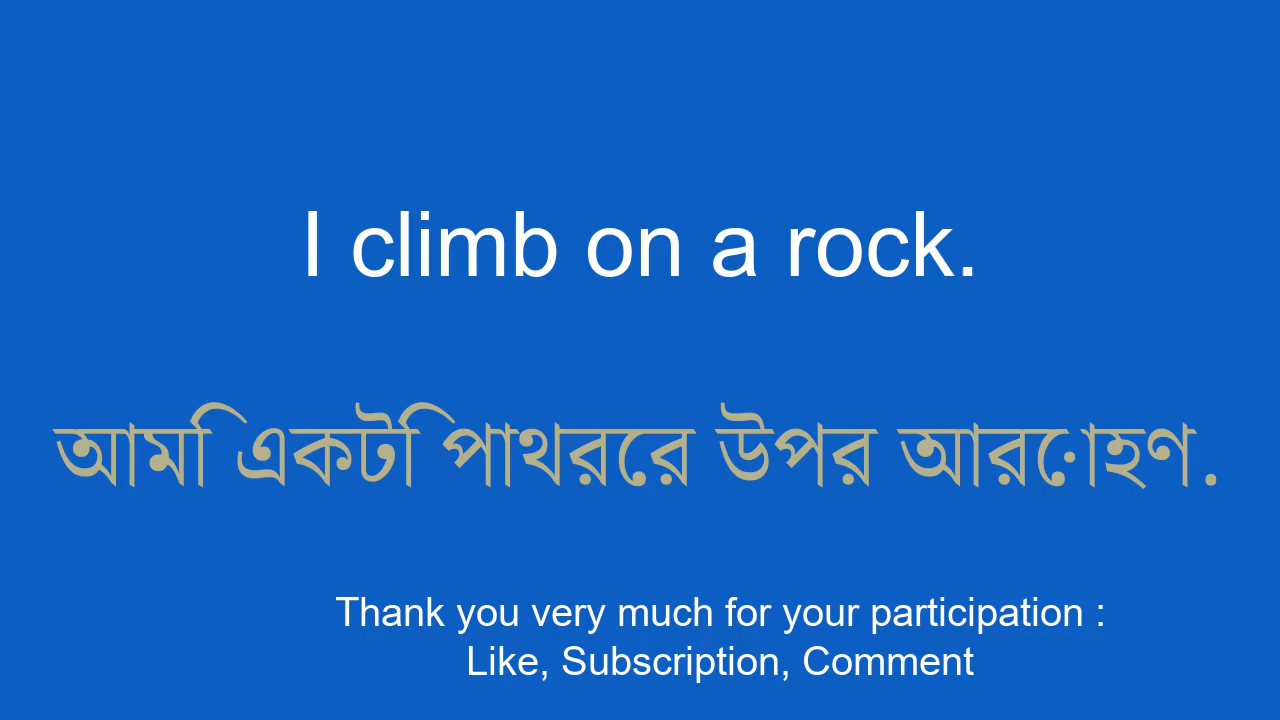 I climb on a rock.
আমি একটি পাথরের উপর আরোহণ.
Thank you very much for your participation :
Like, Subscription, Comment